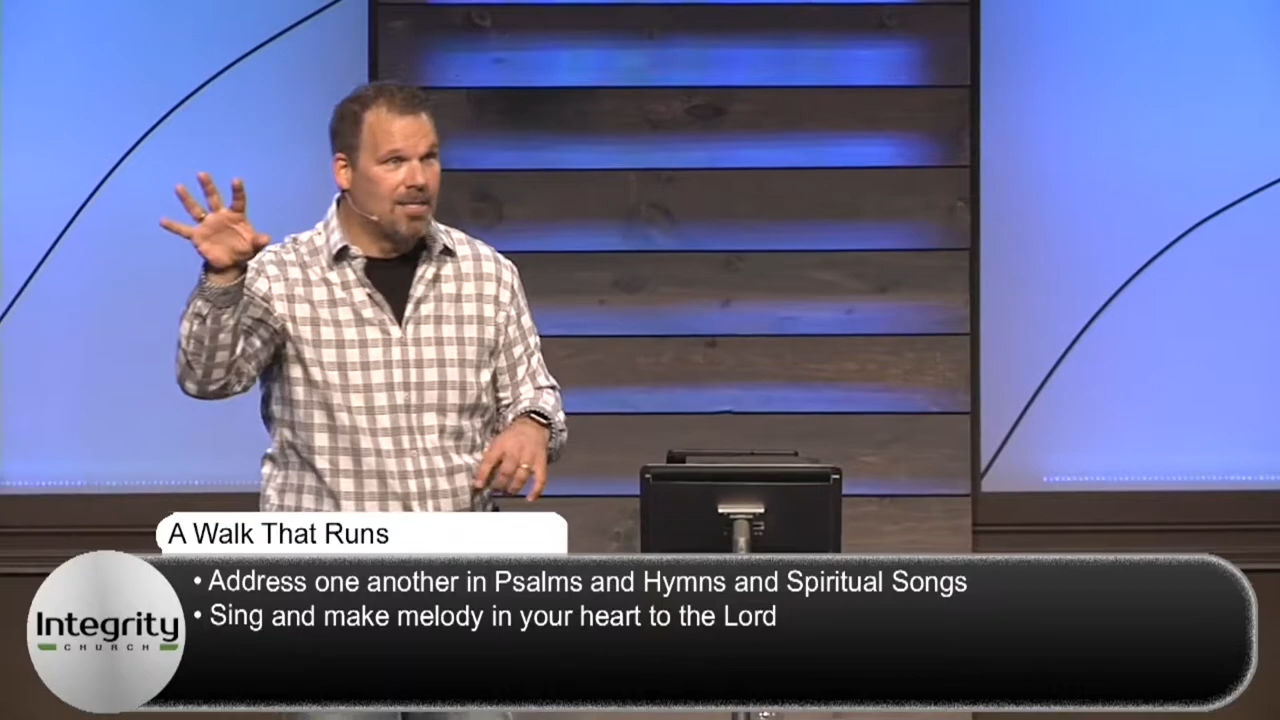 A Walk That Runs
• Address one another in Psalms and Hymns and Spiritual Songs
• Sing and make melody in your heart to the Lord
Integrity
CHURCH